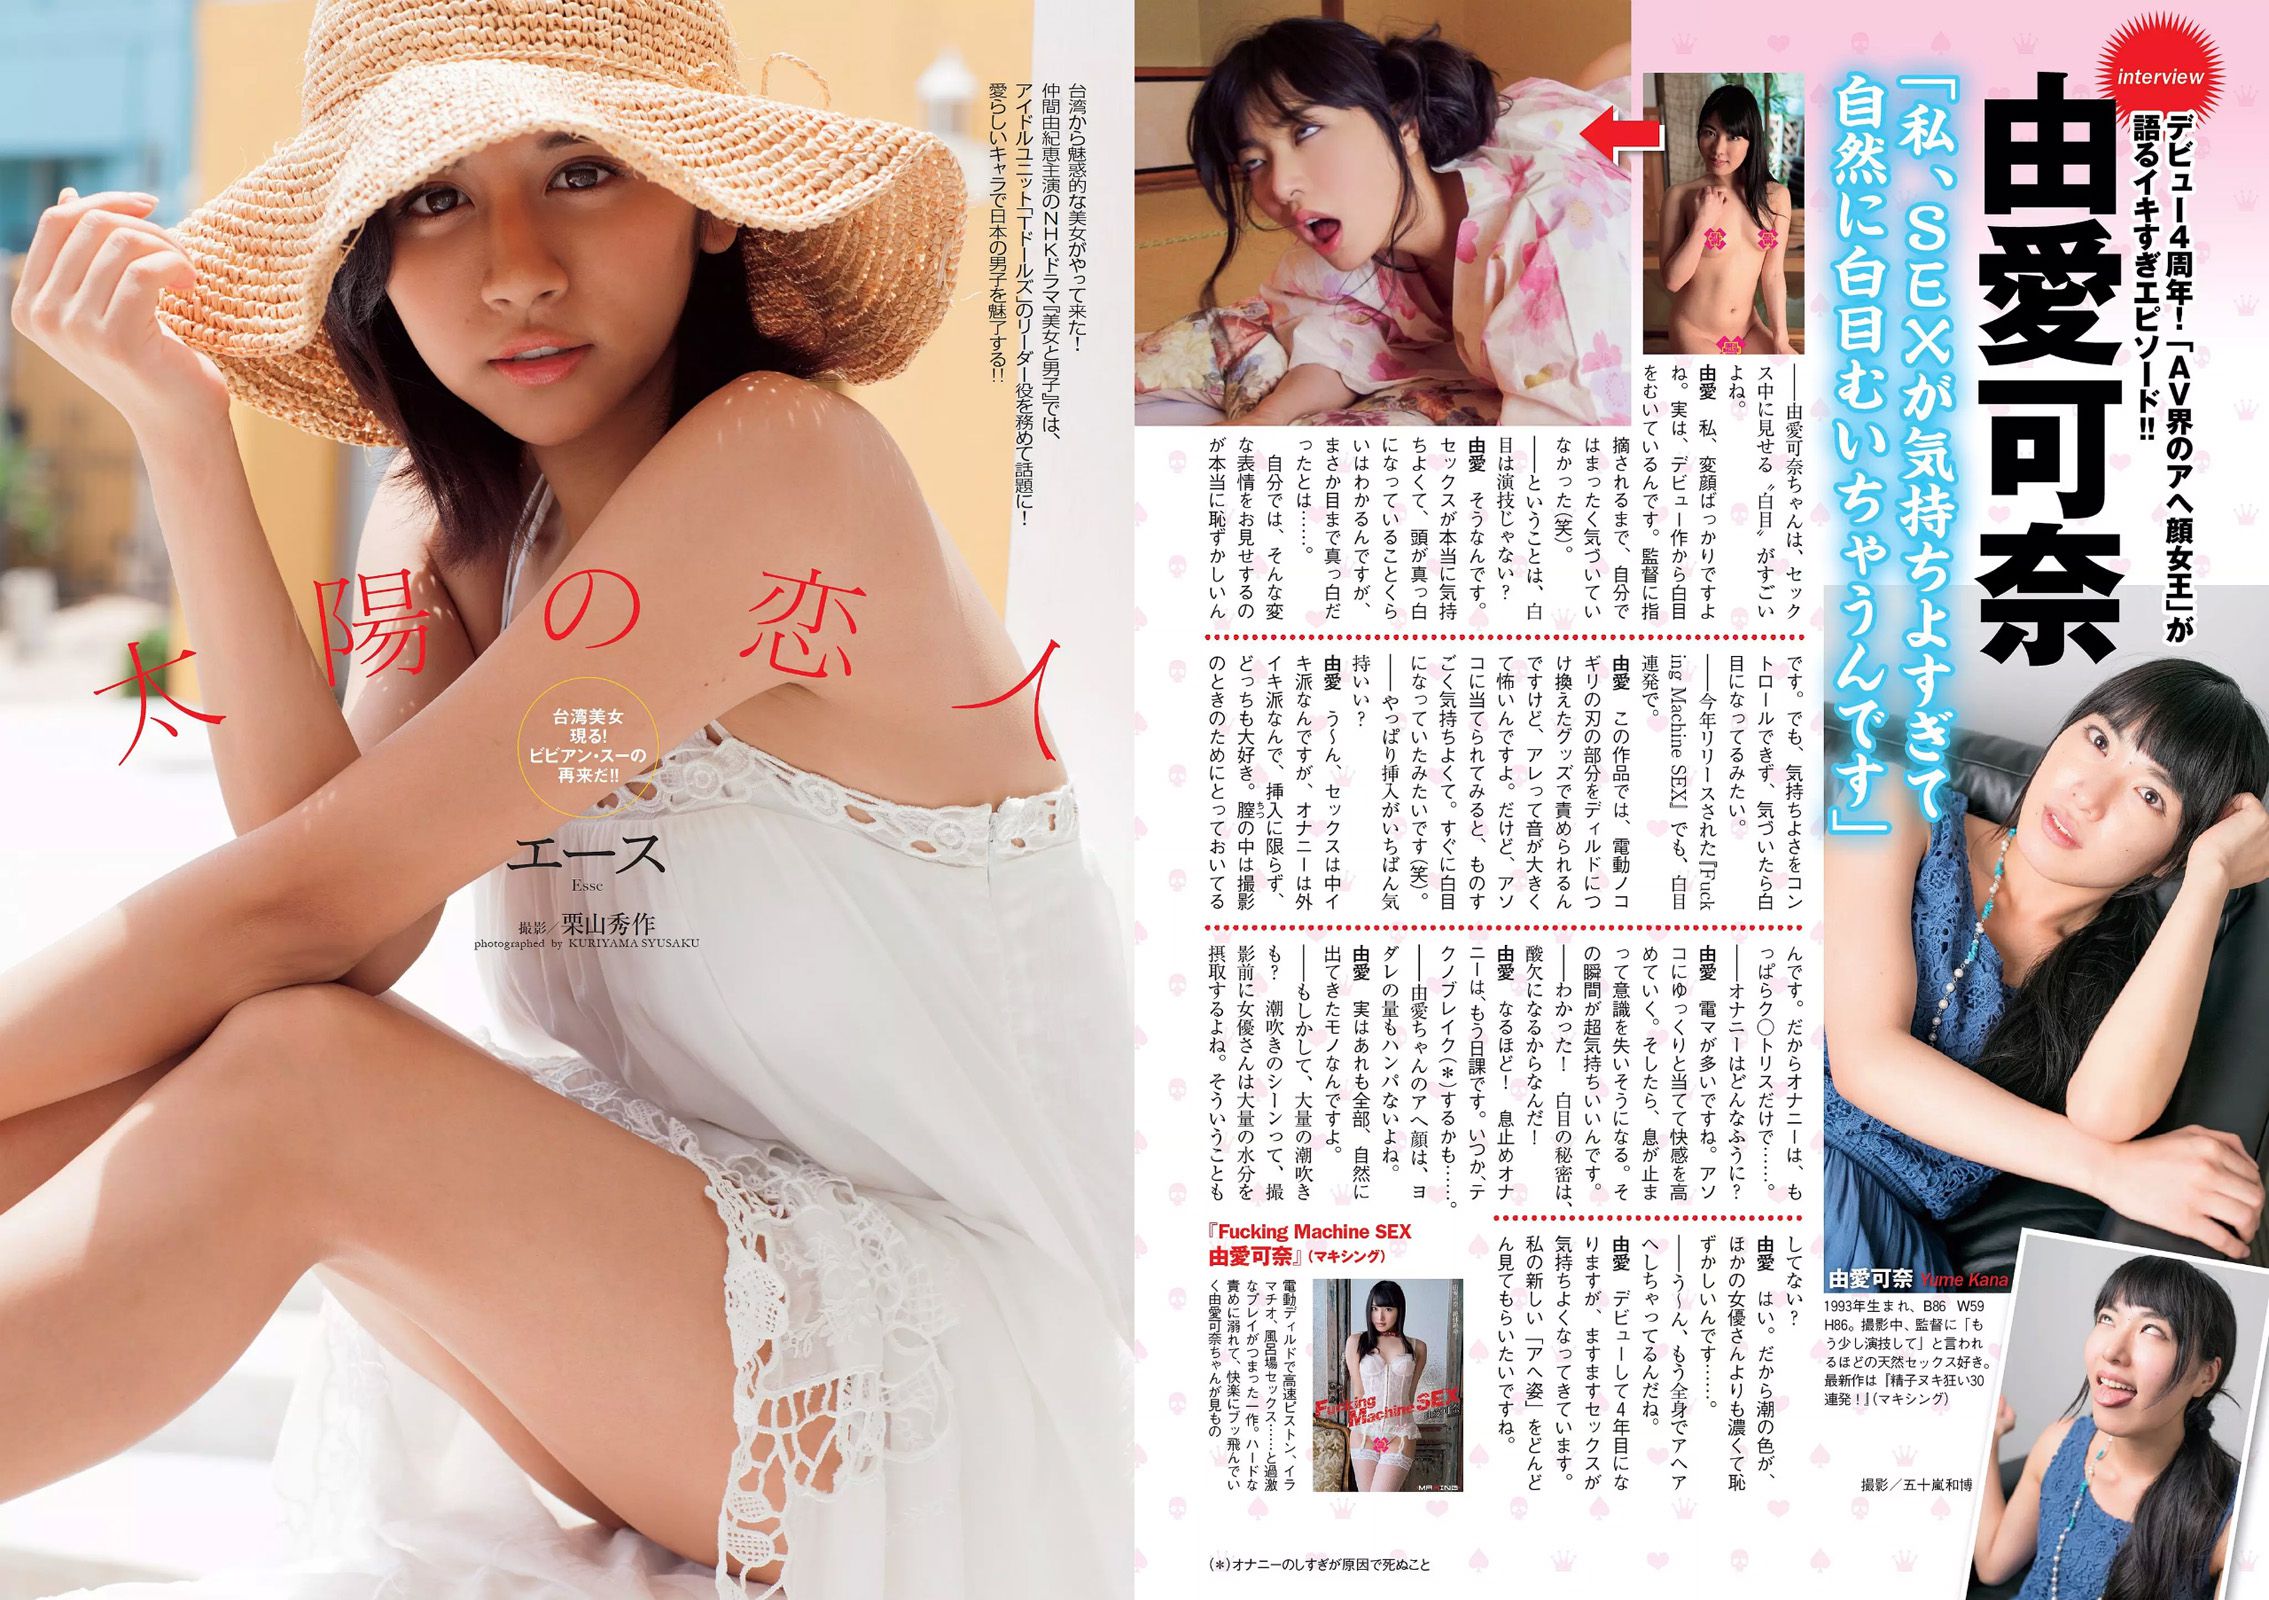 interview
デビュー4周年!「AV界のアヘ顔女王」が
語るイキすぎエピソード!!
由愛可奈
「私、SEXが気持ちよすぎて
自然に白目むいちゃうんです」
――由愛可奈ちゃんは、セック
ス中に見せる〝白目〟がすごい
よね。
由愛　私、変顔ばっかりですよ
ね。実は、デビュー作から白目
をむいているんです。監督に指
摘されるまで、自分で
はまったく気づいてい
なかった(笑)。
――ということは、白
目は演技じゃない?
由愛　そうなんです。
セックスが本当に気持
ちよくて、頭が真っ白
になっていることくら
いはわかるんですが、
まさか目まで真っ白だ
ったとは……。
自分では、そんな変
な表情をお見せするの
が本当に恥ずかしいん
です。でも、気持ちよさをコン
トロールできず、気づいたら白
目になってるみたい。
――今年リリースされた『Fuck
ing Machine SEX』でも、白目
連発で。
由愛　この作品では、電動ノコ
ギリの刃の部分をディルドにつ
け換えたグッズで責められるん
ですけど、アレって音が大きく
て怖いんですよ。だけど、アソ
コに当てられてみると、ものす
ごく気持ちよくて。すぐに白目
になっていたみたいです(笑)。
――やっぱり挿入がいちばん気
持いい?
由愛　う〜ん、セックスは中イ
キ派なんですが、オナニーは外
イキ派なんで、挿入に限らず、
どっちも大好き。膣の中は撮影
ちつ
のときのためにとっておいてる
んです。だからオナニーは、も
っぱらク〇トリスだけで……。
――オナニーはどんなふうに?
由愛　電マが多いですね。アソ
コにゆっくりと当てて快感を高
めていく。そしたら、息が止ま
って意識を失いそうになる。そ
の瞬間が超気持ちいいんです。
――わかった!　白目の秘密は、
酸欠になるからなんだ!
由愛　なるほど!　息止めオナ
ニーは、もう日課です。いつか、テ
クノブレイク(＊)するかも……。
――由愛ちゃんのアヘ顔は、ヨ
ダレの量もハンパないよね。
由愛　実はあれも全部、自然に
出てきたモノなんですよ。
――もしかして、大量の潮吹き
も?　潮吹きのシーンって、撮
影前に女優さんは大量の水分を
摂取するよね。そういうことも
してない?
由愛　はい。だから潮の色が、
ほかの女優さんよりも濃くて恥
ずかしいんです……。
――う〜ん、もう全身でアヘア
ヘしちゃってるんだね。
由愛　デビューして4年目にな
りますが、ますますセックスが
気持ちよくなってきています。
私の新しい「アヘ姿」をどんど
ん見てもらいたいですね。
『Fucking Machine SEX
由愛可奈』(マキシング)
電動ディルドで高速ピストン、イラ
マチオ、風呂場セックス……と過激
なプレイがつまった一作。ハードな
責めに溺れて、快楽にブッ飛んでい
く由愛可奈ちゃんが見もの
Fucking
Machine SEX
MAXING
(＊)オナニーのしすぎが原因で死ぬこと
由愛可奈 Yume Kana
1993年生まれ、B86　W59
H86。撮影中、監督に「も
う少し演技して」と言われ
るほどの天然セックス好き。
最新作は『精子ヌキ狂い30
連発!』(マキシング)
撮影／五十嵐和博
台湾から魅惑的な美女がやって来た!
仲間由紀恵主演のNHKドラマ『美女と男子』では、
アイドルユニット「Tドールズ」のリーダー役を務めて話題に!
愛らしいキャラで日本の男子を魅了する!!
太陽の恋人
台湾美女
現る!
ビビアン・スーの
再来だ!!
エース
Esse
撮影／栗山秀作
photographed by KURIYAMA SYUSAKU